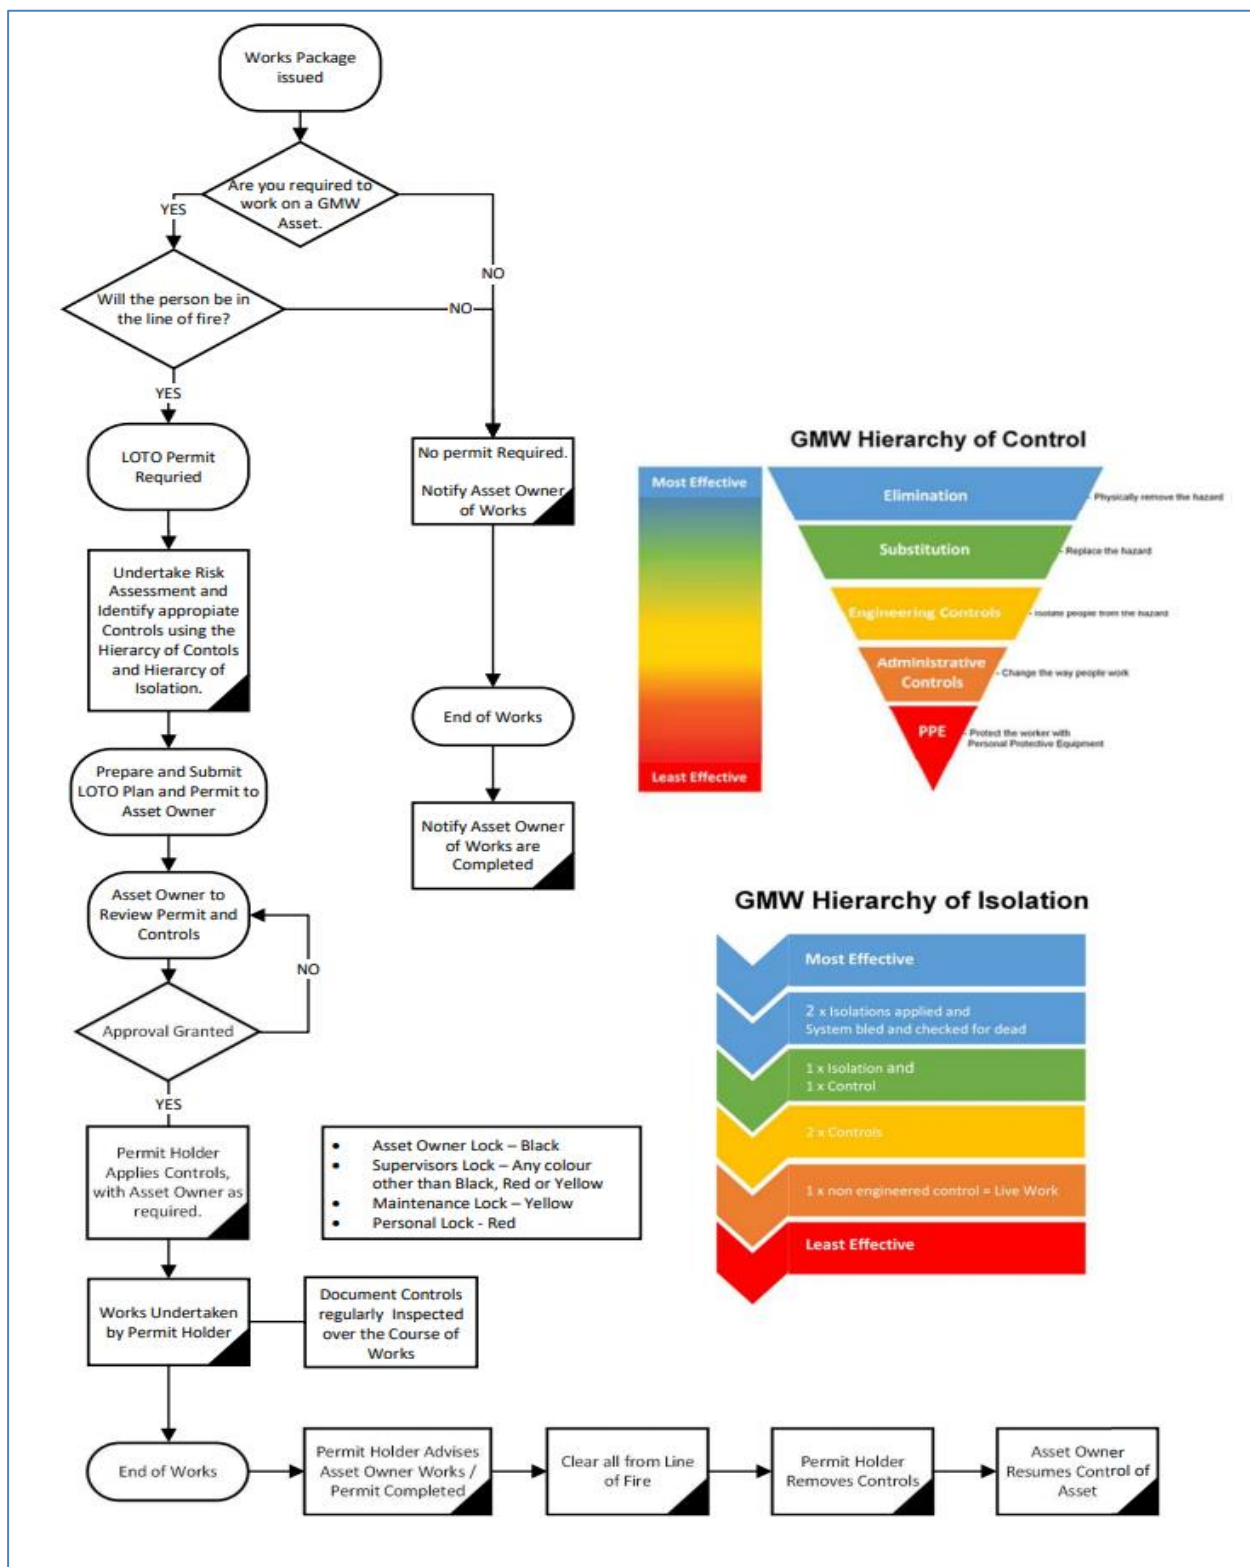 Works Package
issued
Are you required to
work on a GMW
Asset.
YES
NO
Will the person be in
the line of fire?
NO
YES
LOTO Permit
Requried
No permit Required.
Notify Asset Owner
of Works
Undertake Risk
Assessment and
Identify appropiate
Controls using the
Hierarcy of Contols
and Hierarcy of
Isolation.
End of Works
Prepare and Submit
LOTO Plan and Permit to
Asset Owner
Notify Asset Owner
of Works are
Completed
Asset Owner to
Review Permit and
Controls
NO
Approval Granted
YES
Permit Holder
Applies Controls,
with Asset Owner as
required.
• Asset Owner Lock – Black
• Supervisors Lock – Any colour
other than Black, Red or Yellow
• Maintenance Lock – Yellow
• Personal Lock - Red
Works Undertaken
by Permit Holder
Document Controls
regularly Inspected
over the Course of
Works
End of Works
Permit Holder Advises
Asset Owner Works /
Permit Completed
Clear all from Line
of Fire
Permit Holder
Removes Controls
Asset Owner
Resumes Control of
Asset
GMW Hierarchy of Control
Most Effective
Least Effective
Elimination
- Physically remove the hazard
Substitution
- Replace the hazard
Engineering Controls
- Isolate people from the hazard
Administrative
Controls
- Change the way people work
PPE
- Protect the worker with
Personal Protective Equipment
GMW Hierarchy of Isolation
Most Effective
2 x Isolations applied and
System bled and checked for dead
1 x Isolation and
1 x Control
2 x Controls
1 x non engineered control = Live Work
Least Effective